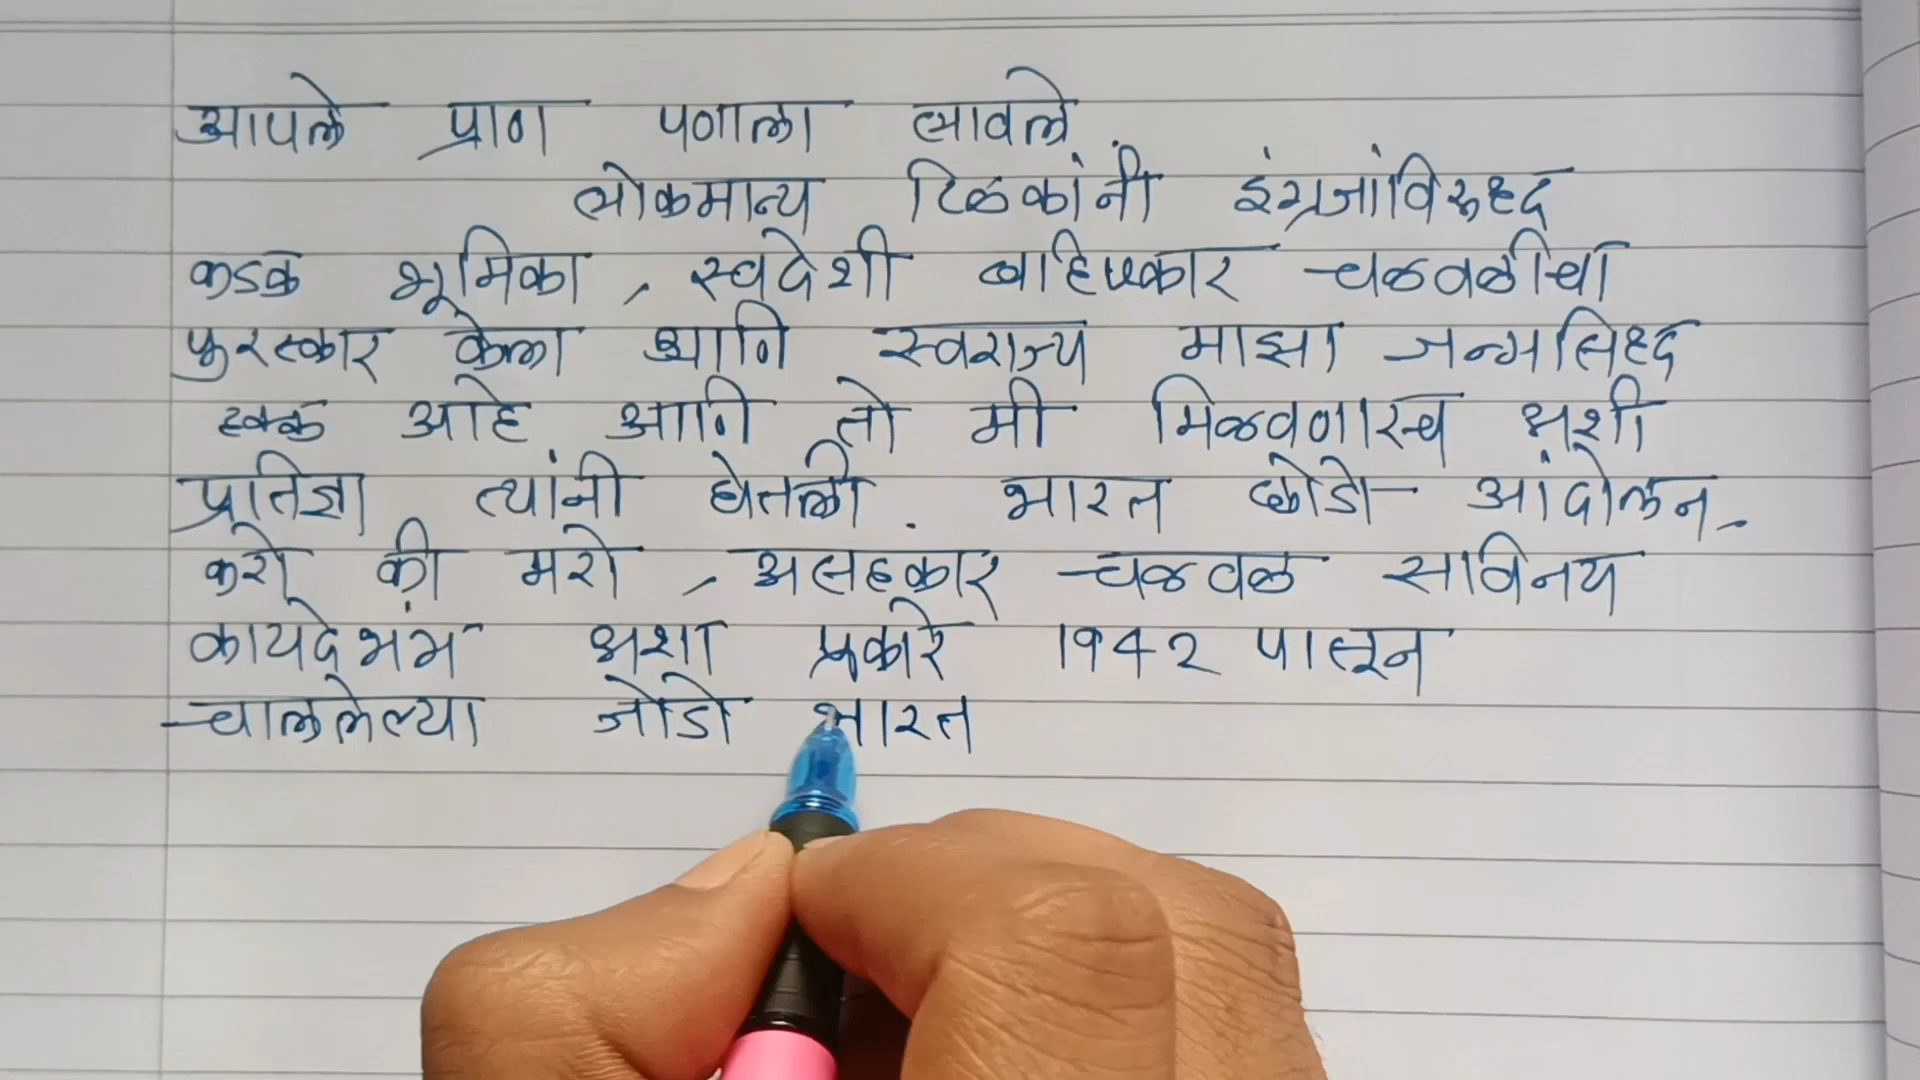 आपले प्राण पणाला लावले
लोकमान्य टिळकांनी इंग्रजांविरुद्ध
कडक भूमिका, स्वदेशी बहिष्कार चळवळीचा
पुरस्कार केला आणि स्वराज्य माझा जन्मसिद्ध
हक्क आहे आणि तो मी मिळवणारच अशी
प्रतिज्ञा त्यांनी घेतली. भारत छोडो आंदोलन,
करो की मरो, असहकार चळवळ सविनय
कायदेभंग अशा प्रकारे 1942 पासून
चाललेल्या जोडो भारत